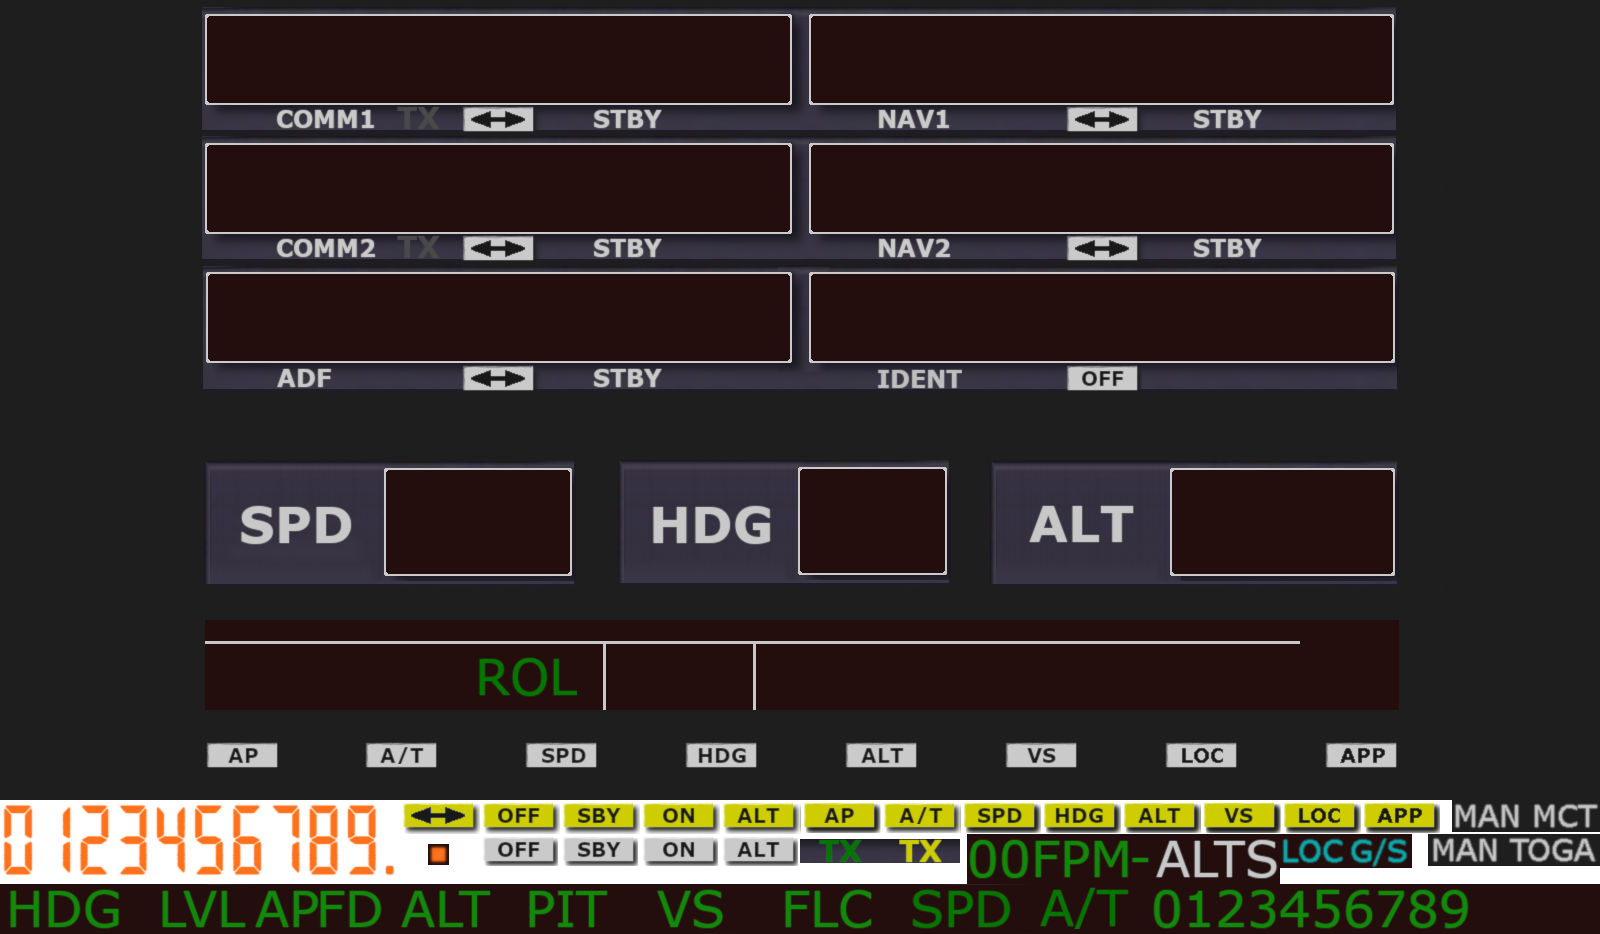 COMM1 TX STBY NAV1 STBY
COMM2 TX STBY NAV2 STBY
ADF STBY IDENT OFF
SPD HDG ALT
ROL
AP A/T SPD HDG ALT VS LOC APP
0123456789.
OFF SBY ON ALT AP A/T SPD HDG ALT VS LOC APP MAN MCT
OFF SBY ON ALT TX TX 00FPM-ALTS LOC G/S MAN TOGA
HDG LVL APFD ALT PIT VS FLC SPD A/T 0123456789